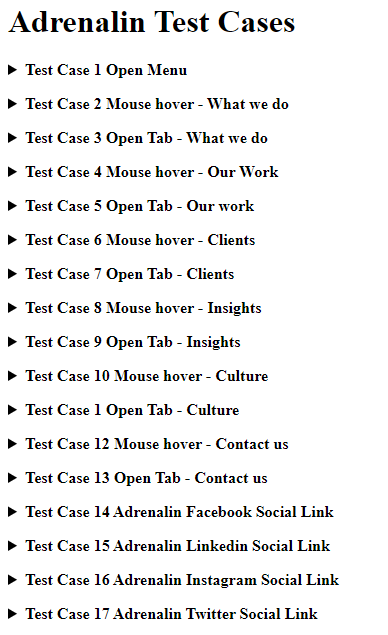 Adrenalin Test Cases
Test Case 1 Open Menu
Test Case 2 Mouse hover - What we do
Test Case 3 Open Tab - What we do
Test Case 4 Mouse hover - Our Work
Test Case 5 Open Tab - Our work
Test Case 6 Mouse hover - Clients
Test Case 7 Open Tab - Clients
Test Case 8 Mouse hover - Insights
Test Case 9 Open Tab - Insights
Test Case 10 Mouse hover - Culture
Test Case 1 Open Tab - Culture
Test Case 12 Mouse hover - Contact us
Test Case 13 Open Tab - Contact us
Test Case 14 Adrenalin Facebook Social Link
Test Case 15 Adrenalin Linkedin Social Link
Test Case 16 Adrenalin Instagram Social Link
Test Case 17 Adrenalin Twitter Social Link